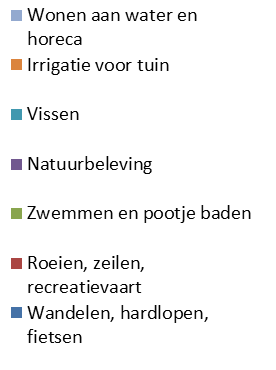 Wonen aan water en
horeca
Irrigatie voor tuin
Vissen
Natuurbeleving
Zwemmen en pootje baden
Roeien, zeilen,
recreatievaart
Wandelen, hardlopen,
fietsen